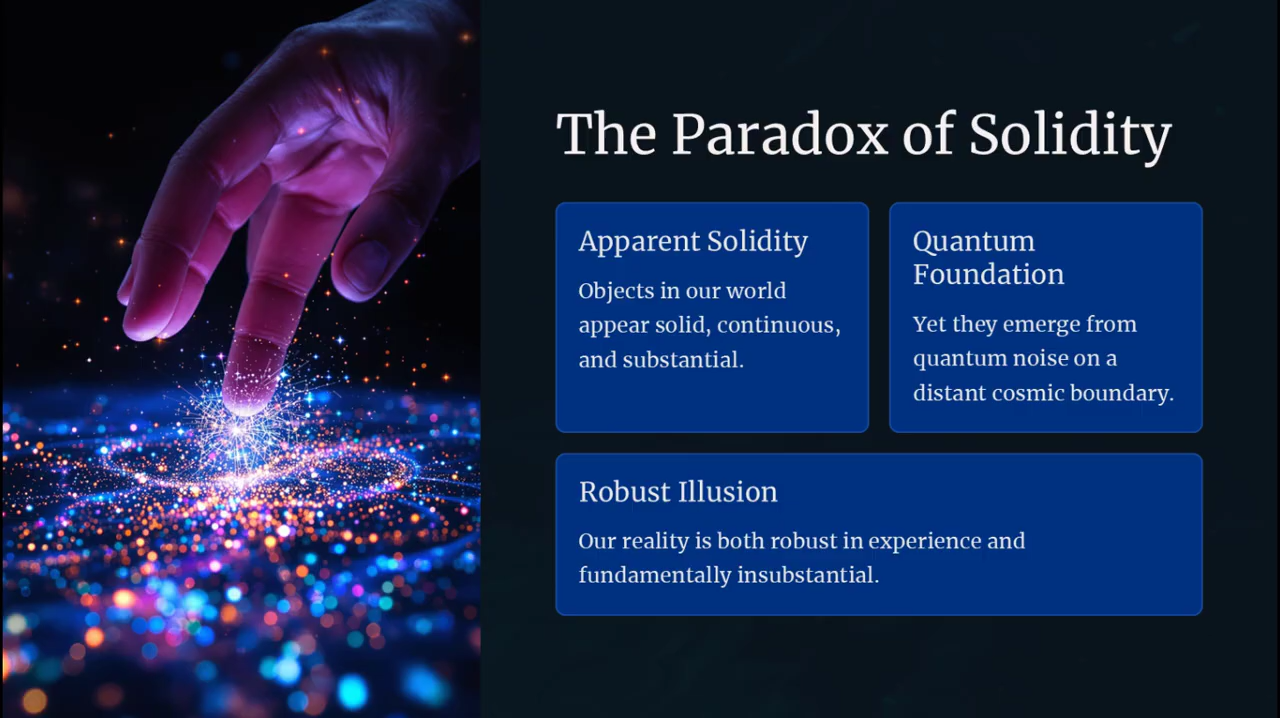 The Paradox of Solidity
Apparent Solidity
Objects in our world
appear solid, continuous,
and substantial.
Quantum
Foundation
Yet they emerge from
quantum noise on a
distant cosmic boundary.
Robust Illusion
Our reality is both robust in experience and
fundamentally insubstantial.